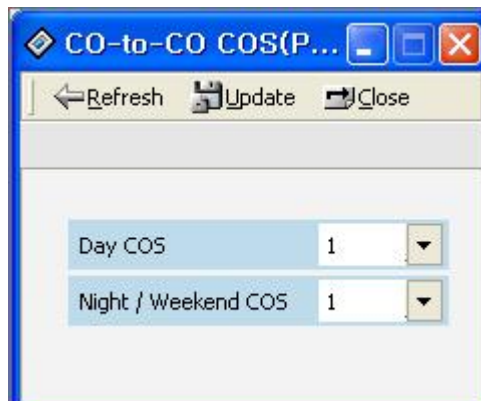 CO-to-CO COS(P...
Refresh Update Close
Day COS 1
Night / Weekend COS 1